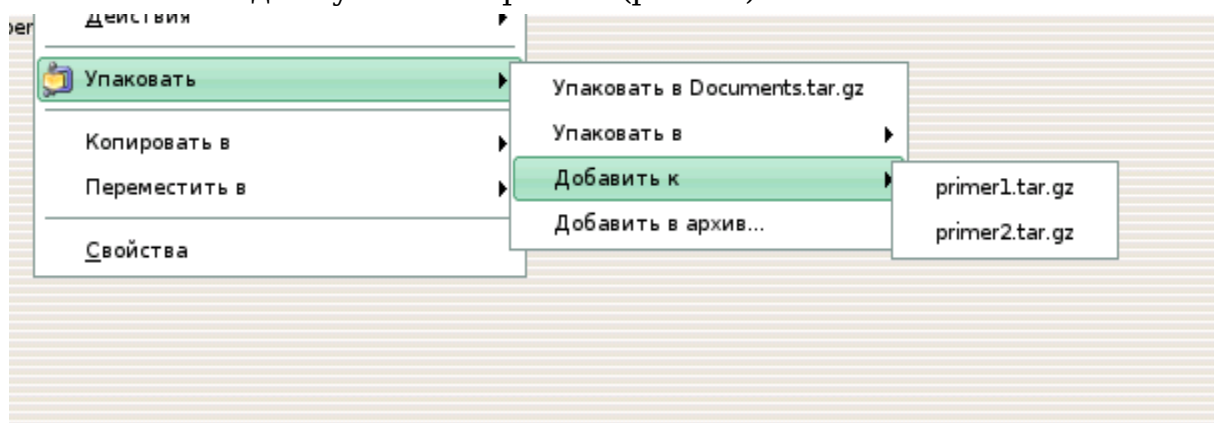 Действия
Упаковать
Копировать в
Переместить в
Свойства
Упаковать в Documents.tar.gz
Упаковать в
Добавить к
Добавить в архив...
primer1.tar.gz
primer2.tar.gz